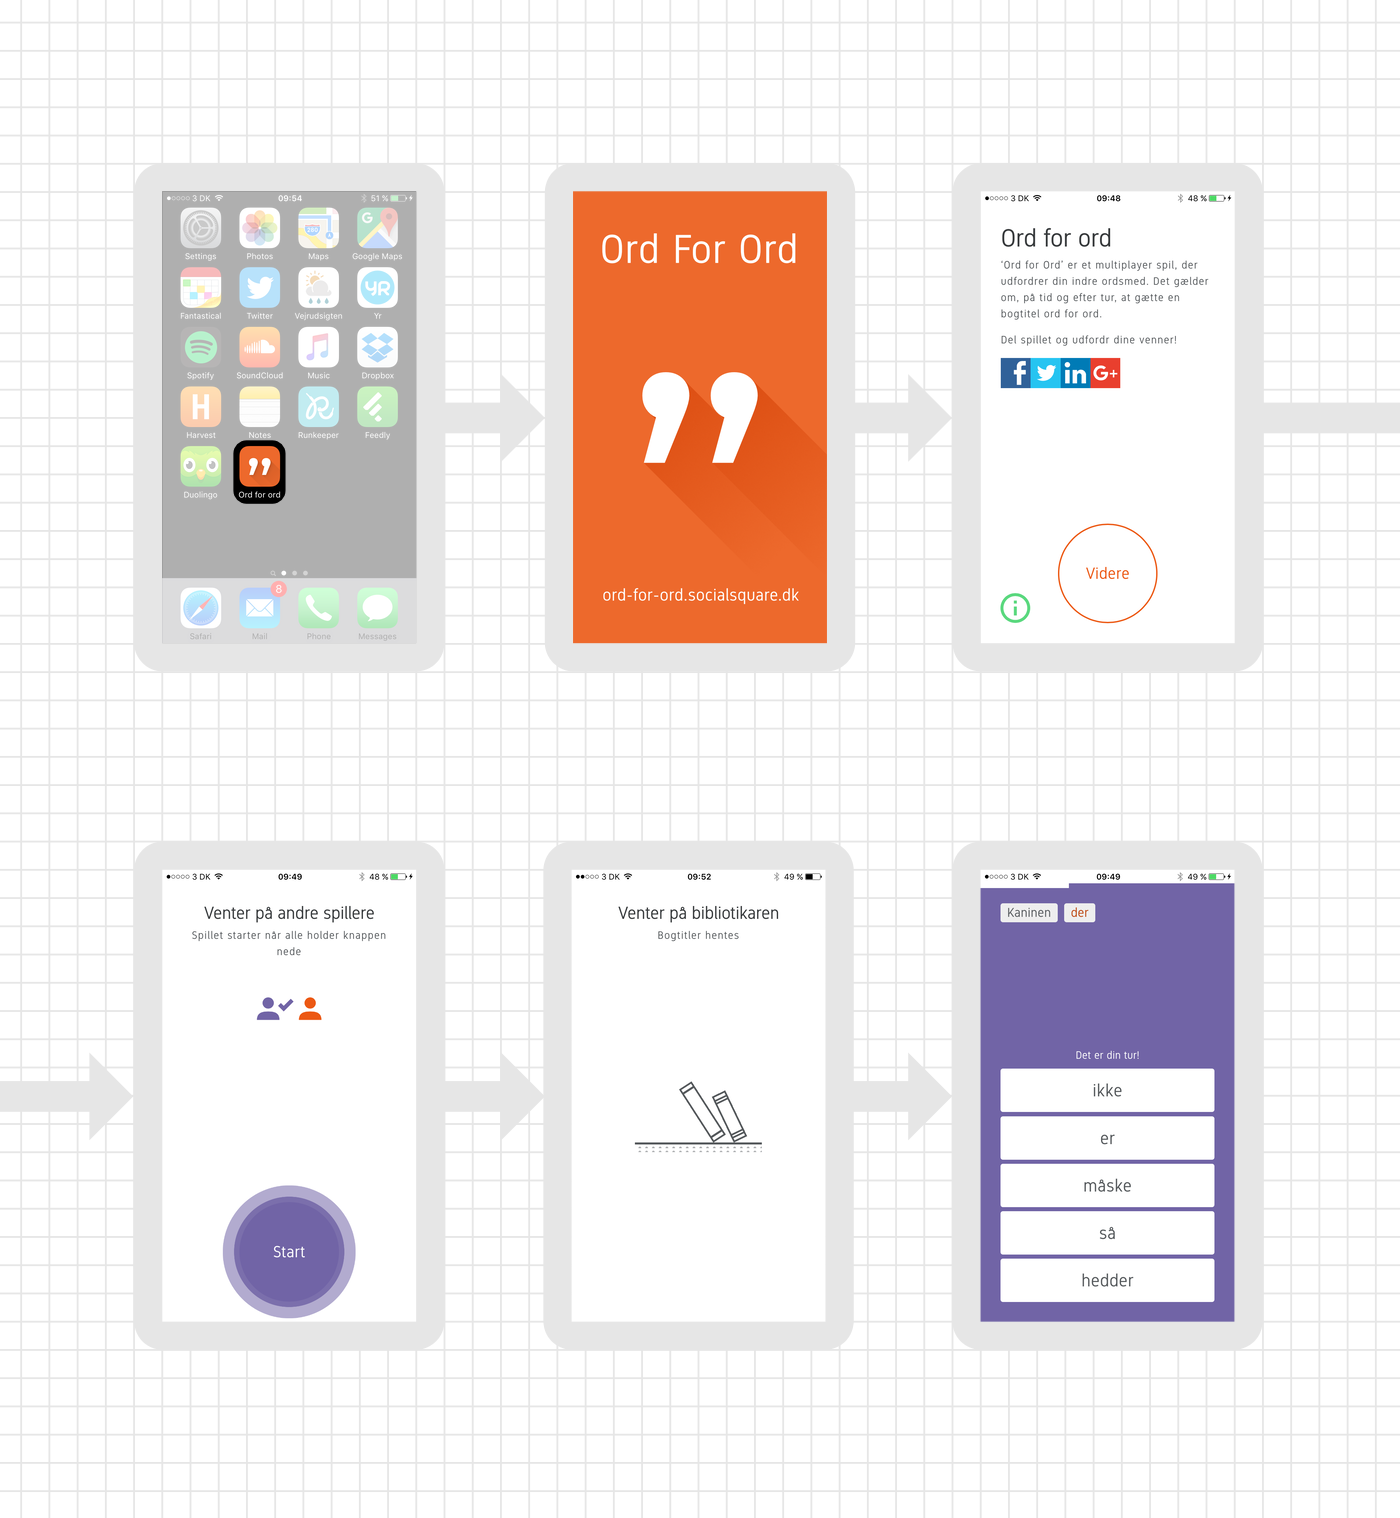 3 DK 09:54 51 %
Settings Photos Maps Google Maps
Fantastical Twitter Vejrudsigten Yr
Spotify SoundCloud Music Dropbox
Harvest Notes Runkeeper Feedly
Duolingo Ord for ord
8
Safari Mail Phone Messages
Ord For Ord
ord-for-ord.socialsquare.dk
3 DK 09:48 48 %
Ord for ord
'Ord for Ord' er et multiplayer spil, der
udfordrer din indre ordsmed. Det gælder
om, på tid og efter tur, at gætte en
bogtitel ord for ord.
Del spillet og udfordr dine venner!
f in G+
Videre
3 DK 09:49 48 %
Venter på andre spillere
Spillet starter når alle holder knappen
nede
Start
3 DK 09:52 49 %
Venter på bibliotikaren
Bogtitler hentes
3 DK 09:49 49 %
Kaninen der
Det er din tur!
ikke
er
måske
så
hedder